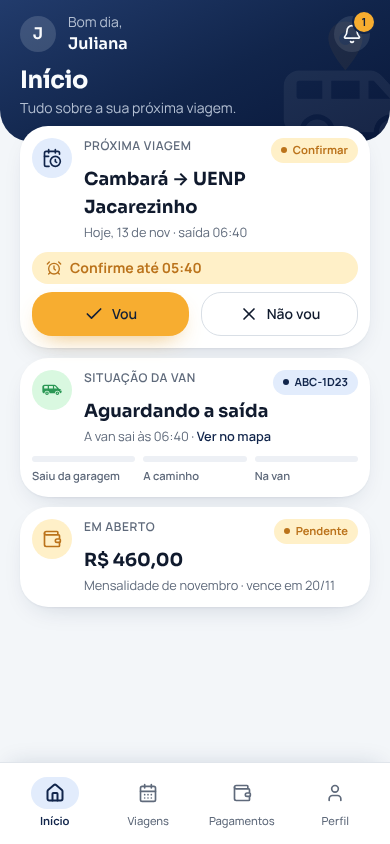 J
Bom dia,
Juliana
1
Início
Tudo sobre a sua próxima viagem.
PRÓXIMA VIAGEM
Confirmar
Cambará → UENP
Jacarezinho
Hoje, 13 de nov · saída 06:40
Confirme até 05:40
Vou
Não vou
SITUAÇÃO DA VAN
ABC-1D23
Aguardando a saída
A van sai às 06:40 · Ver no mapa
Saiu da garagem
A caminho
Na van
EM ABERTO
Pendente
R$ 460,00
Mensalidade de novembro · vence em 20/11
Início
Viagens
Pagamentos
Perfil